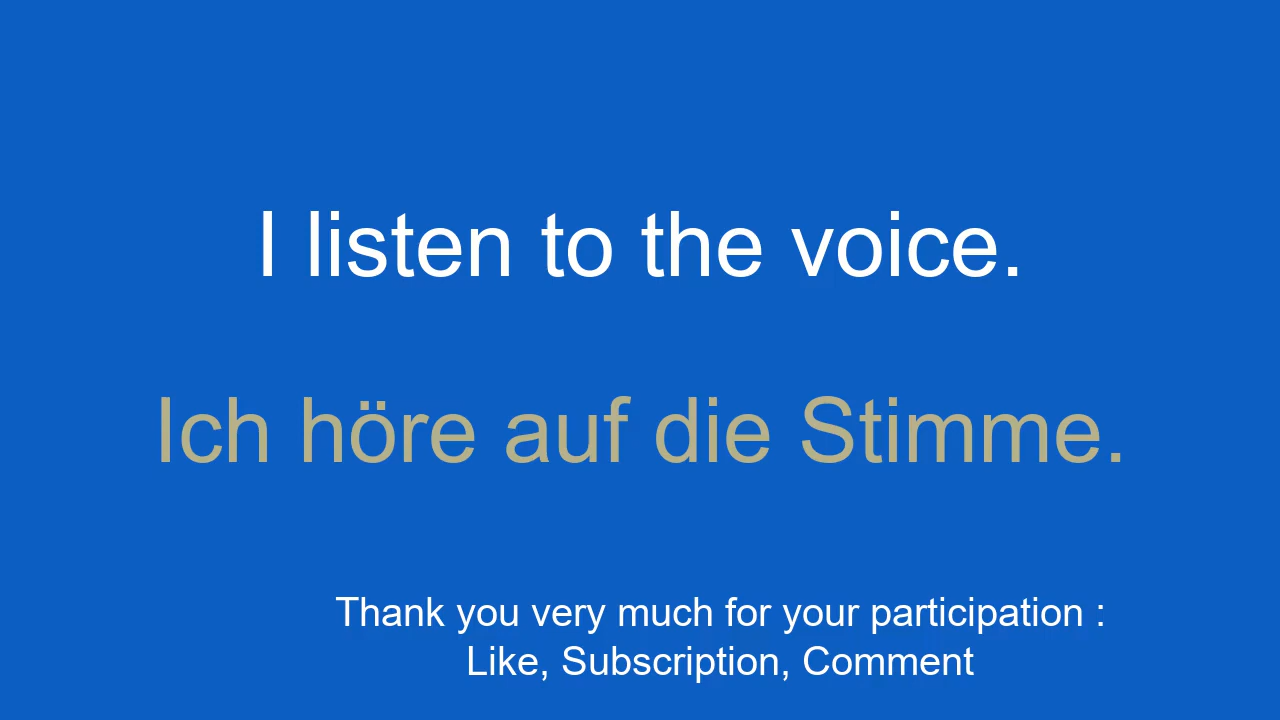 I listen to the voice.
Ich höre auf die Stimme.
Thank you very much for your participation :
Like, Subscription, Comment